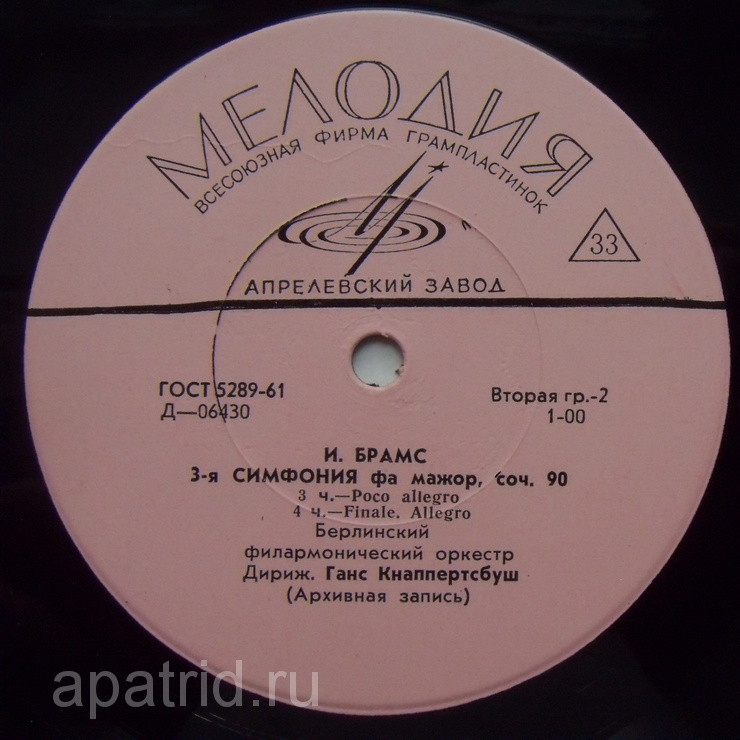 МЕЛОДИЯ
ВСЕСОЮЗНАЯ ФИРМА ГРАМПЛАСТИНОК
33
АПРЕЛЕВСКИЙ ЗАВОД
ГОСТ 5289-61
Д—06430
Вторая гр.-2
1-00
И. БРАМС
3-я СИМФОНИЯ фа мажор, соч. 90
3 ч.—Poco allegro
4 ч.—Finale. Allegro
Берлинский
филармонический оркестр
Дириж. Ганс Кнаппертсбуш
(Архивная запись)
apatrid.ru